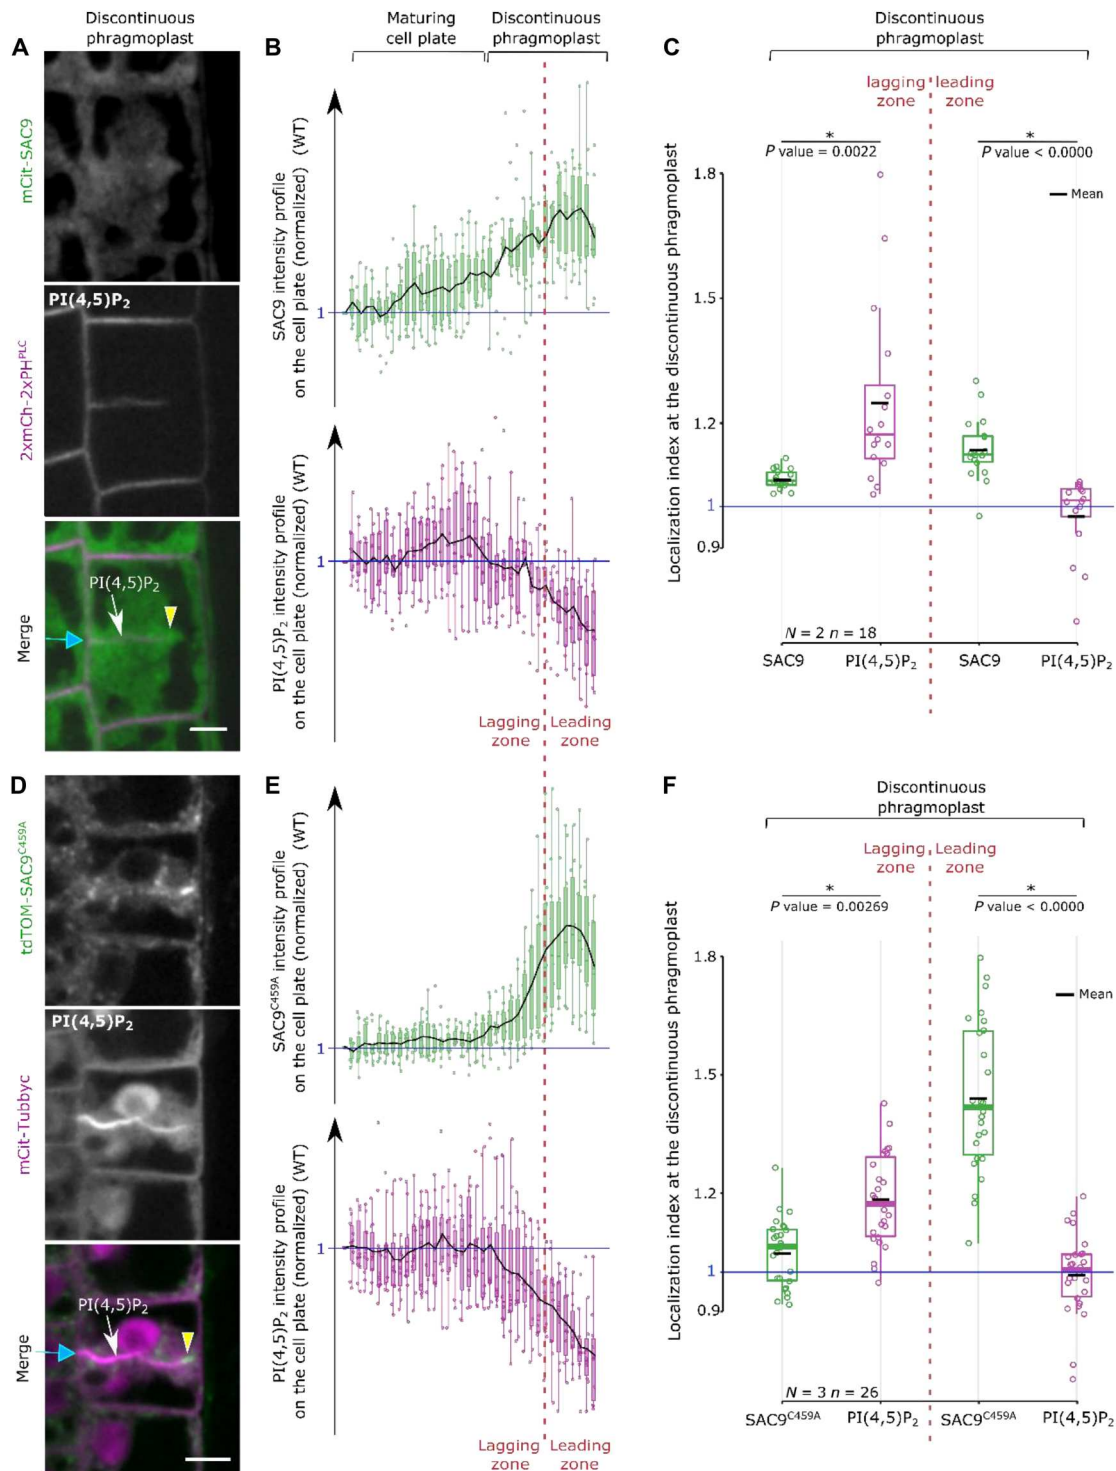 A
Discontinuous
phragmoplast
mCit-SAC9
PI(4,5)P₂
2xmCh-2xPHᴾᴸᶜ
PI(4,5)P₂
Merge
B
Maturing
cell plate
Discontinuous
phragmoplast
SAC9 intensity profile
on the cell plate (normalized) (WT)
1
PI(4,5)P₂ intensity profile
on the cell plate (normalized) (WT)
1
Lagging
zone
Leading
zone
C
Discontinuous
phragmoplast
lagging
zone
leading
zone
*
P value = 0.0022
*
P value < 0.0000
Mean
Localization index at the discontinuous phragmoplast
1.8
1.5
1.2
1
0.9
N = 2 n = 18
SAC9
PI(4,5)P₂
SAC9
PI(4,5)P₂
D
tdTOM-SAC9ᶜ⁴⁵⁹ᴬ
PI(4,5)P₂
mCit-Tubbyc
PI(4,5)P₂
Merge
E
SAC9ᶜ⁴⁵⁹ᴬ intensity profile
on the cell plate (normalized) (WT)
1
PI(4,5)P₂ intensity profile
on the cell plate (normalized) (WT)
1
Lagging
zone
Leading
zone
F
Discontinuous
phragmoplast
Lagging
zone
Leading
zone
*
P value = 0.00269
*
P value < 0.0000
Mean
Localization index at the discontinuous phragmoplast
1.8
1.5
1.2
1
0.9
N = 3 n = 26
SAC9ᶜ⁴⁵⁹ᴬ
PI(4,5)P₂
SAC9ᶜ⁴⁵⁹ᴬ
PI(4,5)P₂